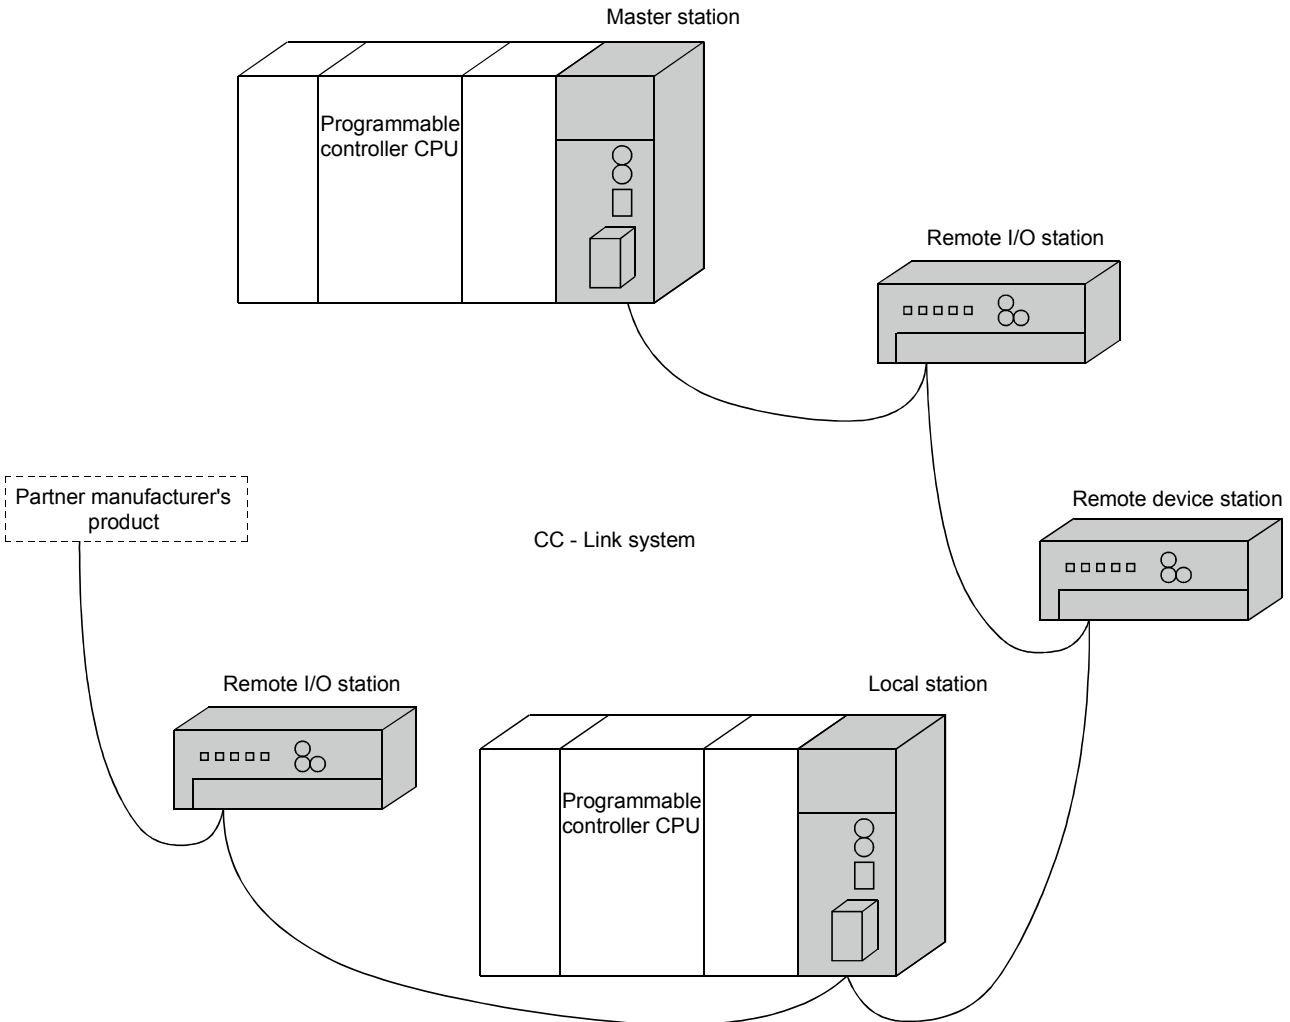 Master station
Programmable
controller CPU
Remote I/O station
Partner manufacturer's
product
CC - Link system
Remote device station
Remote I/O station
Local station
Programmable
controller CPU